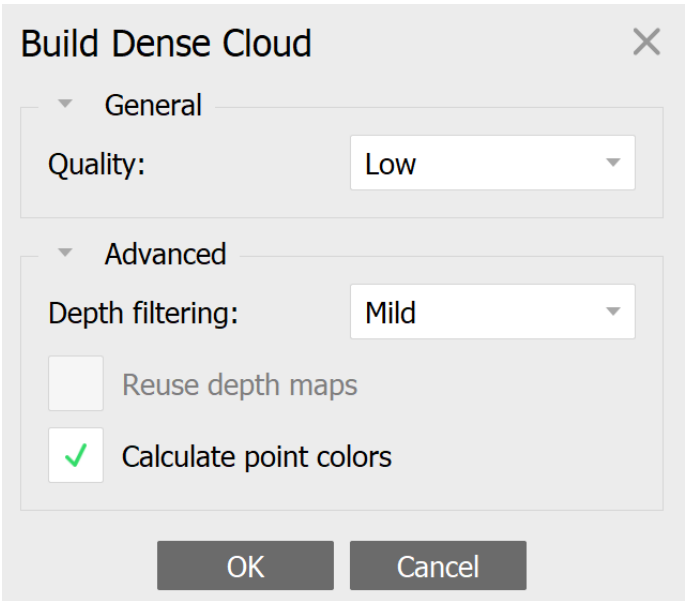 Build Dense Cloud
General
Quality: Low
Advanced
Depth filtering: Mild
Reuse depth maps
Calculate point colors
OK Cancel